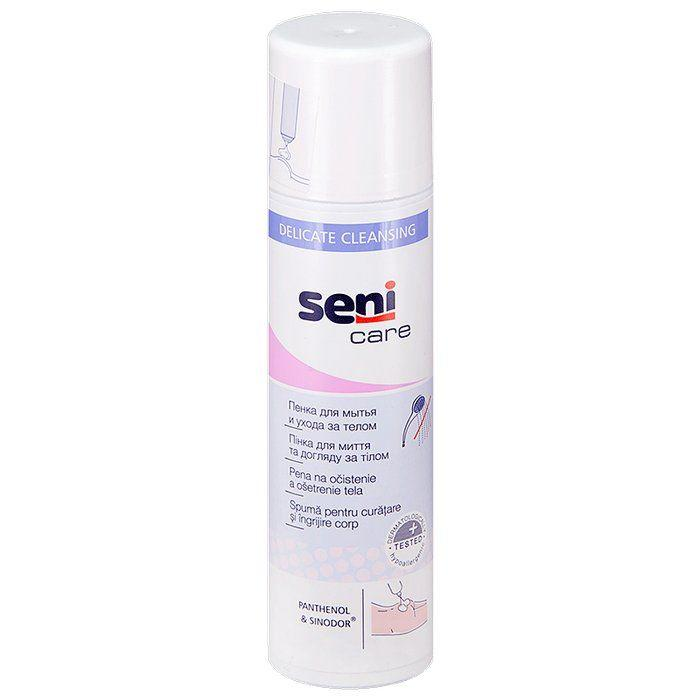 DELICATE CLEANSING
seni
care
Пенка для мытья
и ухода за телом
Пінка для миття
та догляду за тілом
Pena na očistenie
a ošetrenie tela
Spumă pentru curățare
și îngrijire corp
DERMATOLOGICALLY
TESTED
hypoallergenic
PANTHENOL
& SINODOR®